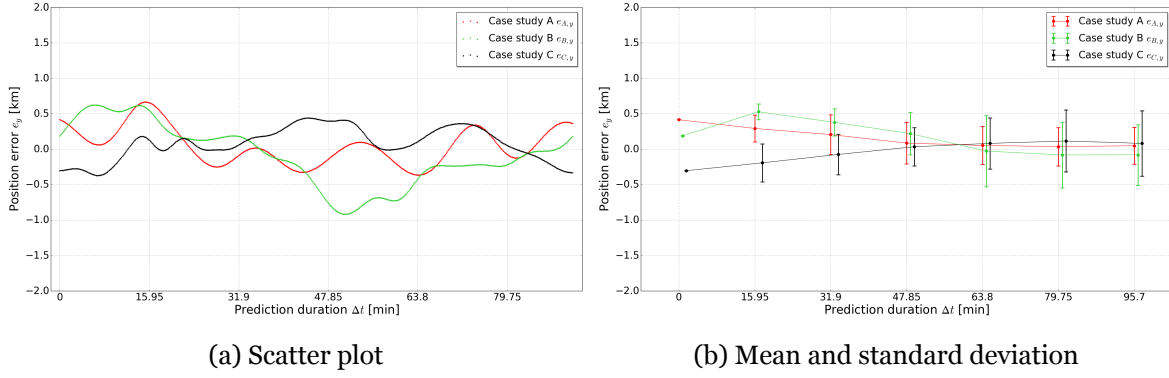 2.0
1.5
1.0
0.5
0.0
−0.5
−1.0
−1.5
−2.0
Position error e_y [km]
0 15.95 31.9 47.85 63.8 79.75
Prediction duration Δt [min]
Case study A e_{A,y}
Case study B e_{B,y}
Case study C e_{C,y}
(a) Scatter plot
2.0
1.5
1.0
0.5
0.0
−0.5
−1.0
−1.5
−2.0
Position error e_y [km]
0 15.95 31.9 47.85 63.8 79.75 95.7
Prediction duration Δt [min]
Case study A e_{A,y}
Case study B e_{B,y}
Case study C e_{C,y}
(b) Mean and standard deviation